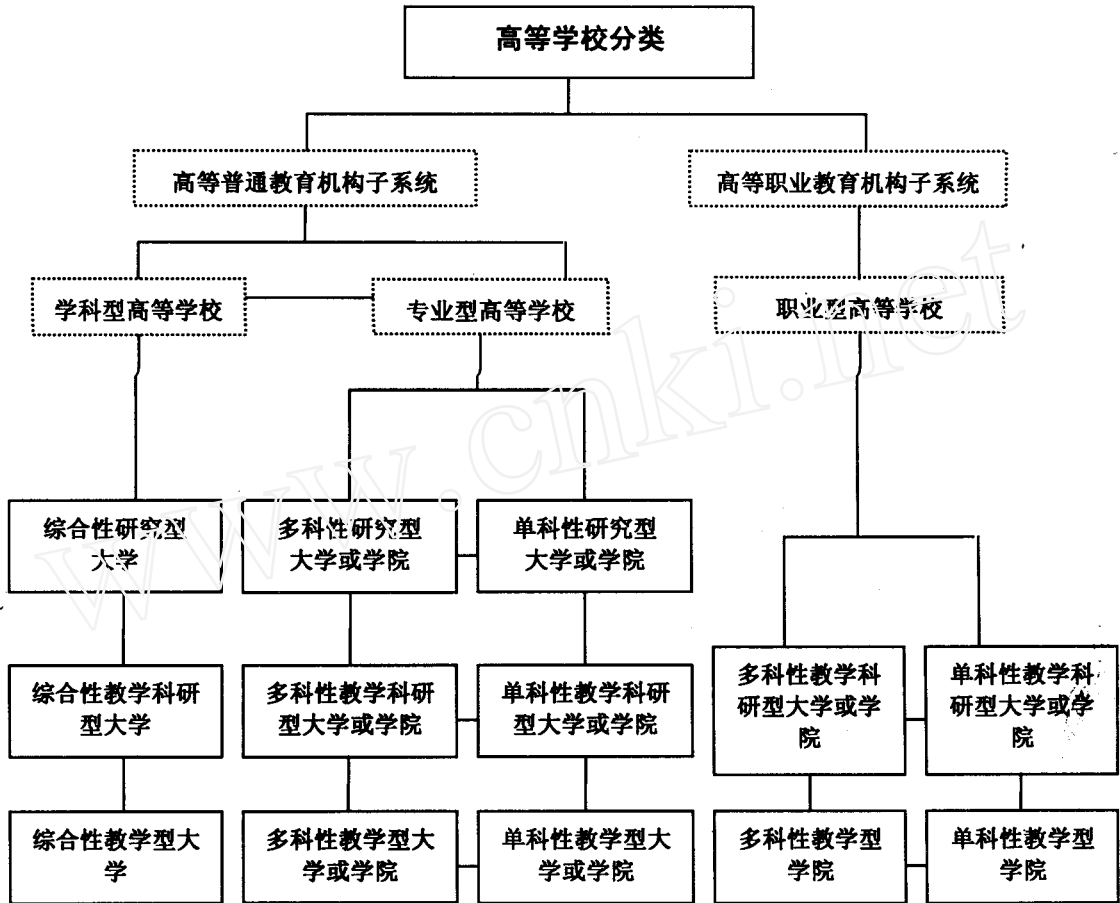 高等学校分类
高等普通教育机构子系统
高等职业教育机构子系统
学科型高等学校
专业型高等学校
职业型高等学校
综合性研究型
大学
多科性研究型
大学或学院
单科性研究型
大学或学院
综合性教学科研
型大学
多科性教学科研
型大学或学院
单科性教学科研
型大学或学院
多科性教学科
研型大学或学
院
单科性教学科
研型大学或学
院
综合性教学型大
学
多科性教学型大
学或学院
单科性教学型大
学或学院
多科性教学型
学院
单科性教学型
学院
www.cnki.net